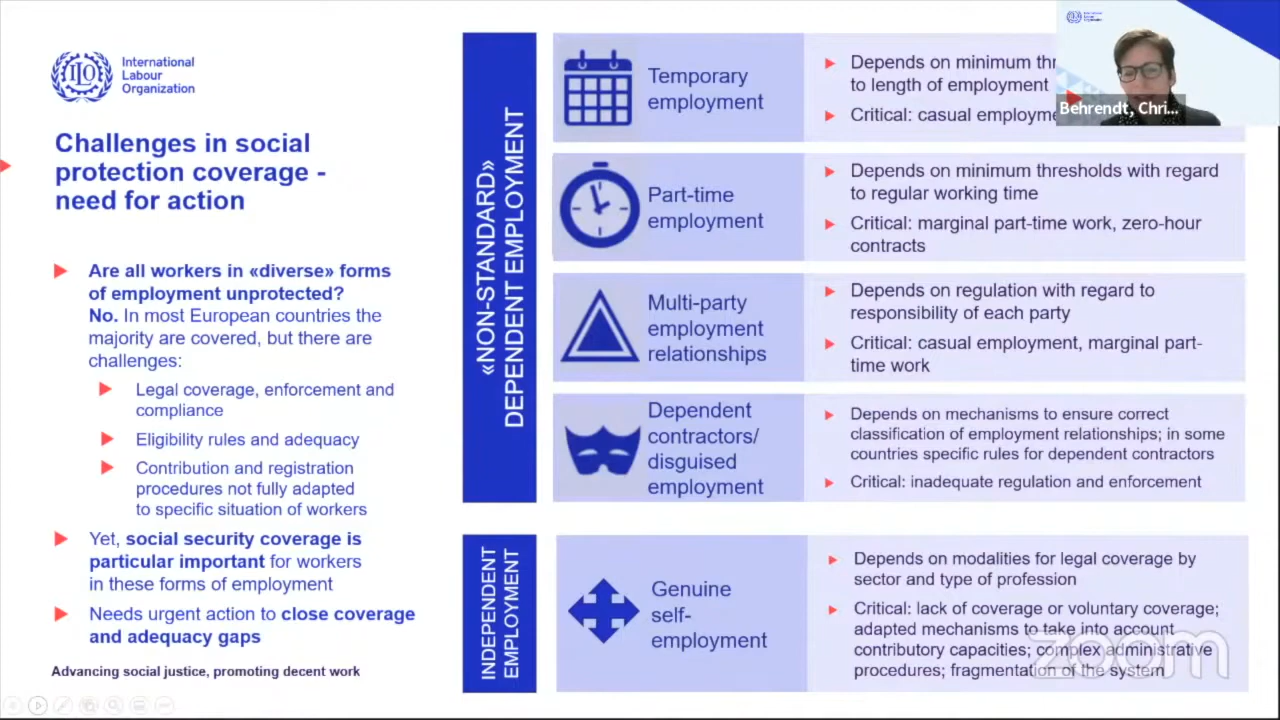 International
Labour
Organization
Challenges in social
protection coverage -
need for action
Are all workers in «diverse» forms
of employment unprotected?
No. In most European countries the
majority are covered, but there are
challenges:
Legal coverage, enforcement and
compliance
Eligibility rules and adequacy
Contribution and registration
procedures not fully adapted
to specific situation of workers
Yet, social security coverage is
particular important for workers
in these forms of employment
Needs urgent action to close coverage
and adequacy gaps
Advancing social justice, promoting decent work
«NON-STANDARD»
DEPENDENT EMPLOYMENT
Temporary
employment
Depends on minimum
to length of employment
Critical: casual
Part-time
employment
Depends on minimum thresholds with regard
to regular working time
Critical: marginal part-time work, zero-hour
contracts
Multi-party
employment
relationships
Depends on regulation with regard to
responsibility of each party
Critical: casual employment, marginal part-
time work
Dependent
contractors/
disguised
employment
Depends on mechanisms to ensure correct
classification of employment relationships; in some
countries specific rules for dependent contractors
Critical: inadequate regulation and enforcement
INDEPENDENT
EMPLOYMENT
Genuine
self-
employment
Depends on modalities for legal coverage by
sector and type of profession
Critical: lack of coverage or voluntary coverage;
adapted mechanisms to take into account
contributory capacities; complex administrative
procedures; fragmentation of the system
Behrendt, Chri...
zoom